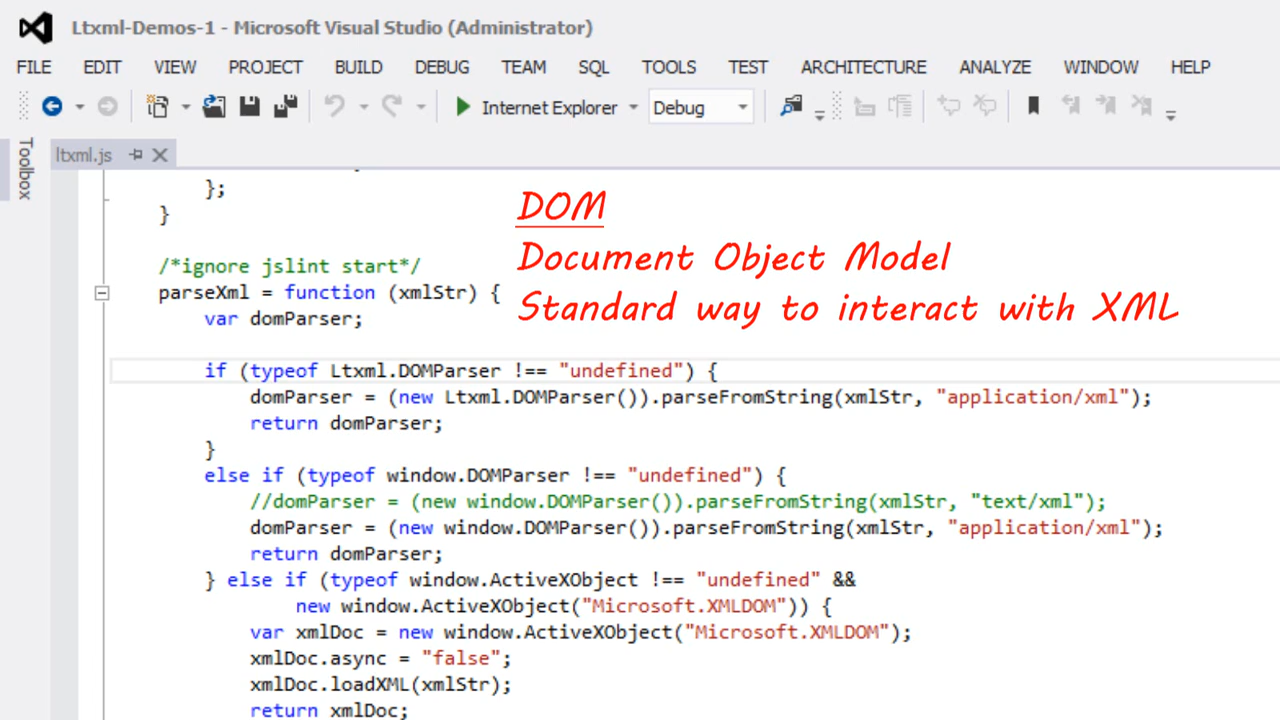 Ltxml-Demos-1 - Microsoft Visual Studio (Administrator)
FILE EDIT VIEW PROJECT BUILD DEBUG TEAM SQL TOOLS TEST ARCHITECTURE ANALYZE WINDOW HELP
Internet Explorer Debug
Toolbox
ltxml.js
};
}
DOM
Document Object Model
Standard way to interact with XML
/*ignore jslint start*/
parseXml = function (xmlStr) {
var domParser;
if (typeof Ltxml.DOMParser !== "undefined") {
domParser = (new Ltxml.DOMParser()).parseFromString(xmlStr, "application/xml");
return domParser;
}
else if (typeof window.DOMParser !== "undefined") {
//domParser = (new window.DOMParser()).parseFromString(xmlStr, "text/xml");
domParser = (new window.DOMParser()).parseFromString(xmlStr, "application/xml");
return domParser;
} else if (typeof window.ActiveXObject !== "undefined" &&
new window.ActiveXObject("Microsoft.XMLDOM")) {
var xmlDoc = new window.ActiveXObject("Microsoft.XMLDOM");
xmlDoc.async = "false";
xmlDoc.loadXML(xmlStr);
return xmlDoc;